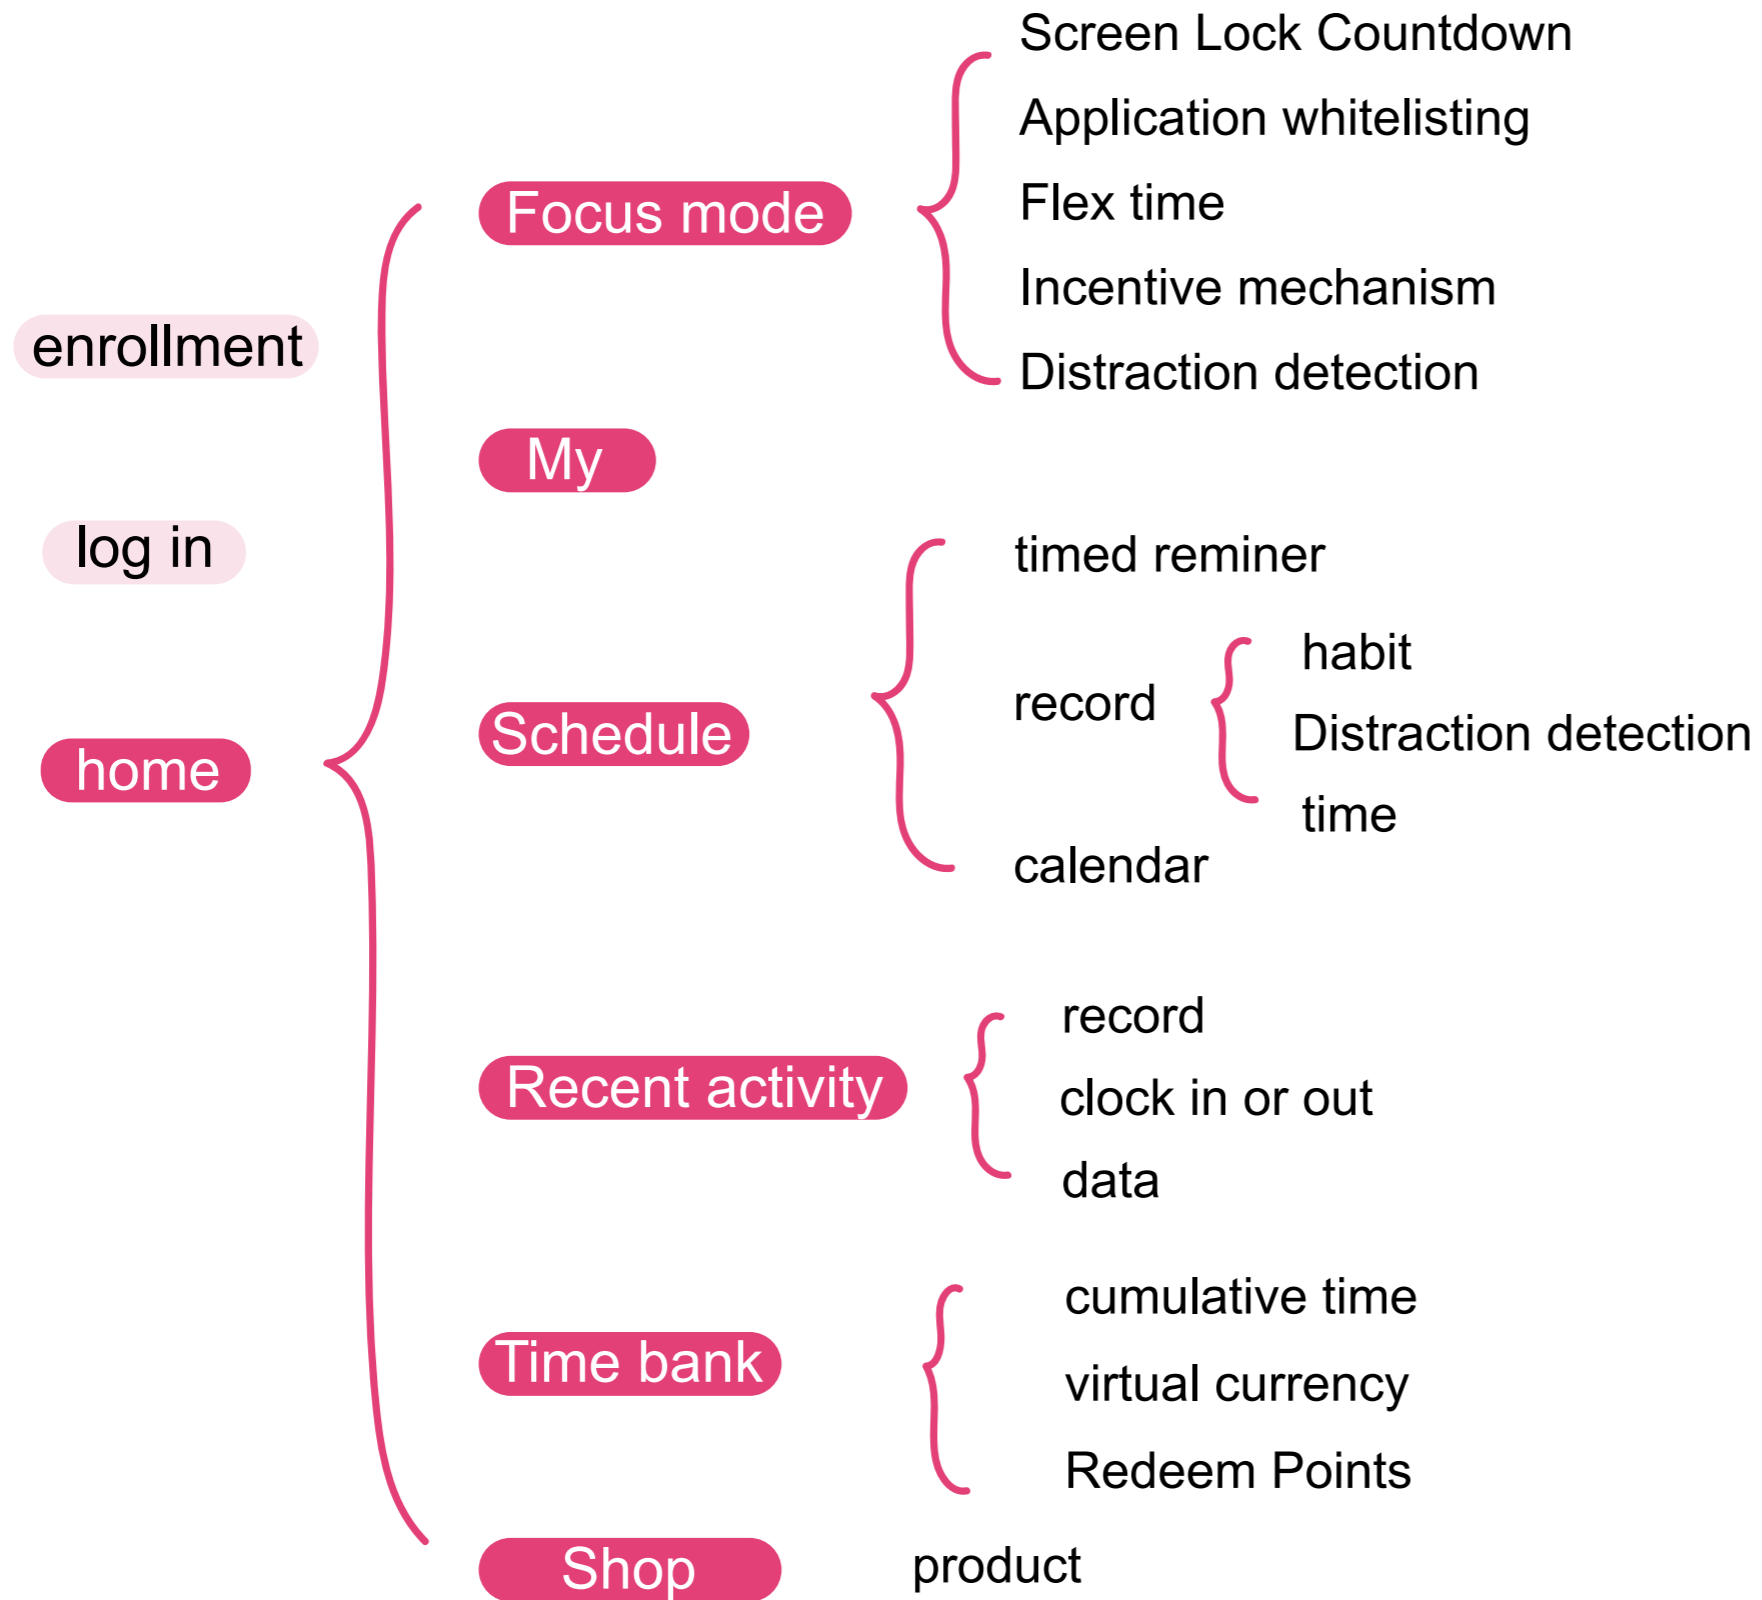 enrollment
log in
home
Focus mode
Screen Lock Countdown
Application whitelisting
Flex time
Incentive mechanism
Distraction detection
My
Schedule
timed reminer
record
habit
Distraction detection
time
calendar
Recent activity
record
clock in or out
data
Time bank
cumulative time
virtual currency
Redeem Points
Shop
product